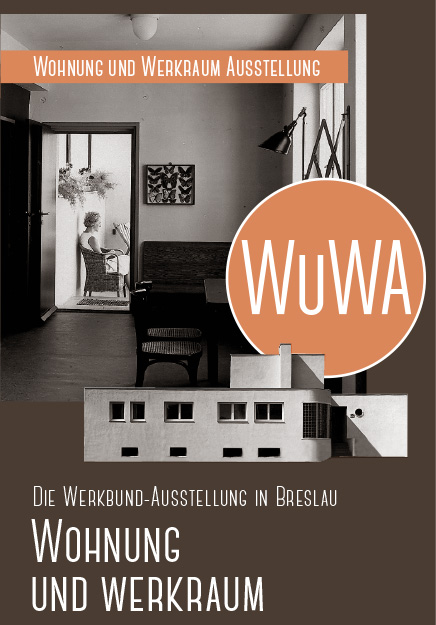 Wohnung und Werkraum Ausstellung
WuWA
Die Werkbund-Ausstellung in Breslau
Wohnung
und werkraum